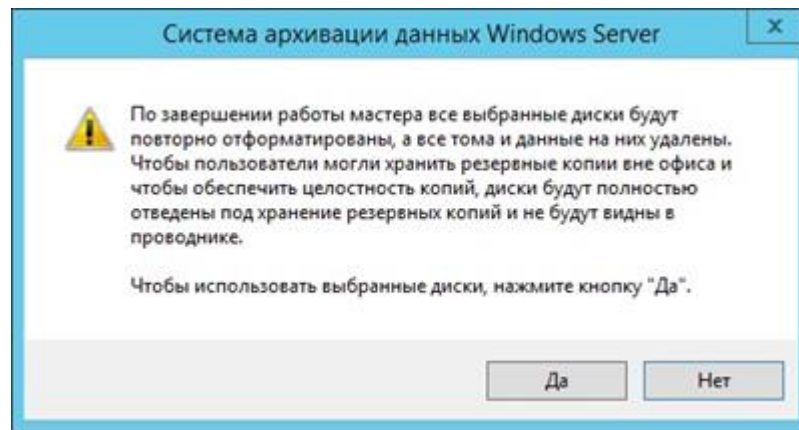 Система архивации данных Windows Server
x
По завершении работы мастера все выбранные диски будут
повторно отформатированы, а все тома и данные на них удалены.
Чтобы пользователи могли хранить резервные копии вне офиса и
чтобы обеспечить целостность копий, диски будут полностью
отведены под хранение резервных копий и не будут видны в
проводнике.
Чтобы использовать выбранные диски, нажмите кнопку "Да".
Да Нет